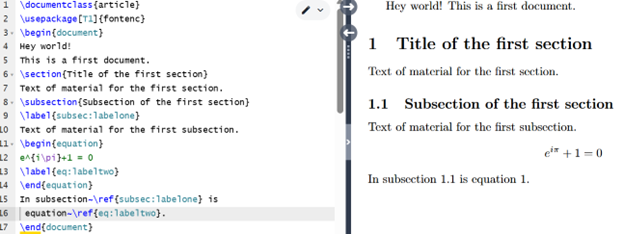 1 \documentclass{article}
2 \usepackage[T1]{fontenc}
3 \begin{document}
4 Hey world!
5 This is a first document.
6 \section{Title of the first section}
7 Text of material for the first section.
8 \subsection{Subsection of the first section}
9 \label{subsec:labelone}
10 Text of material for the first subsection.
11 \begin{equation}
12 e^{i\pi}+1 = 0
13 \label{eq:labeltwo}
14 \end{equation}
15 In subsection~\ref{subsec:labelone} is
16 equation~\ref{eq:labeltwo}.
17 \end{document}
Hey world! This is a first document.
1 Title of the first section
Text of material for the first section.
1.1 Subsection of the first section
Text of material for the first subsection.
e^{iπ} + 1 = 0
In subsection 1.1 is equation 1.